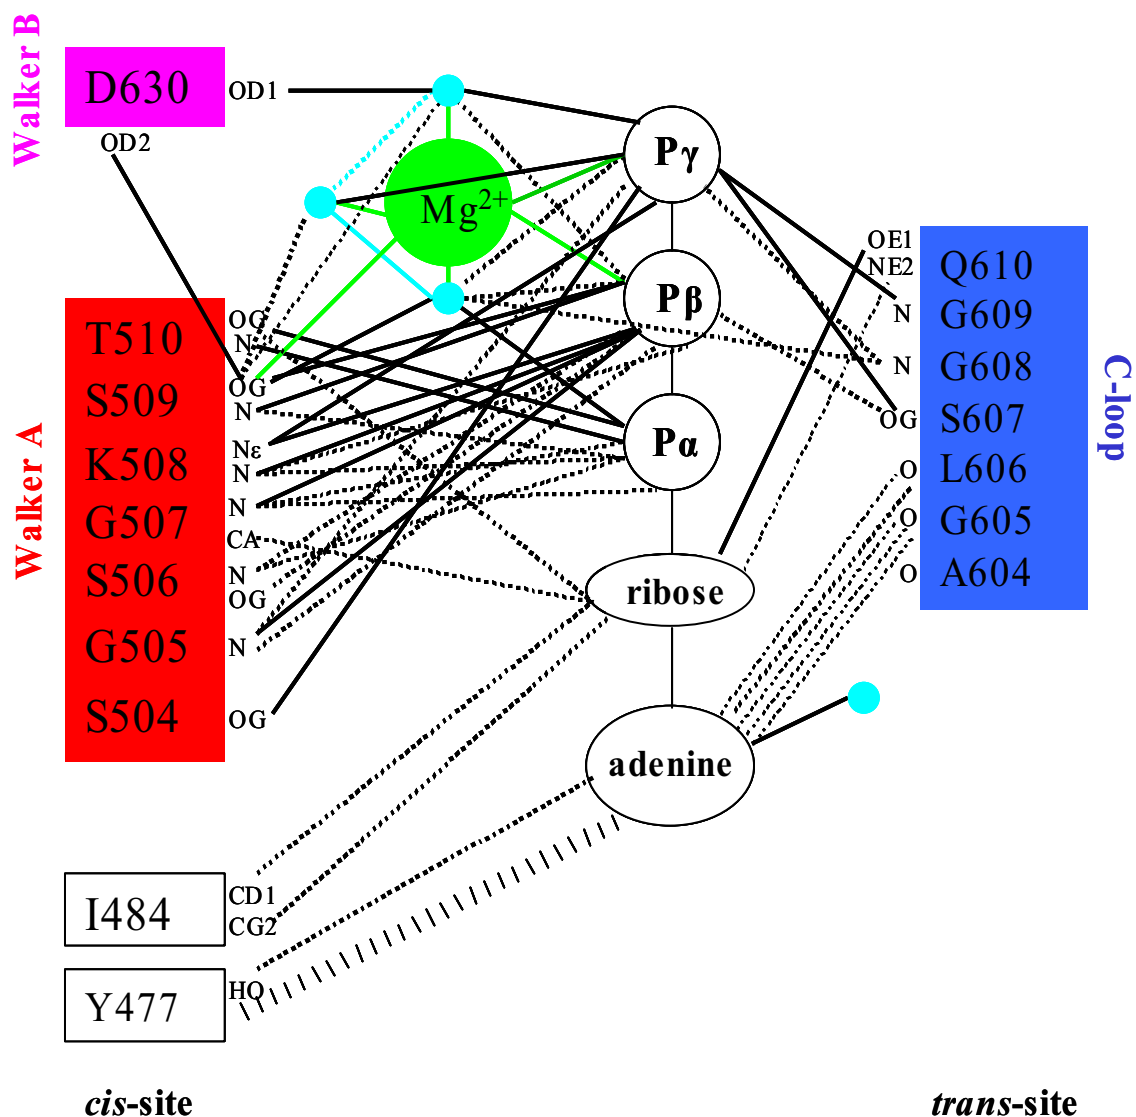 Walker B
D630
OD1
OD2
Mg2+
Pγ
Pβ
Pα
ribose
adenine
Walker A
T510
OG
N
S509
OG
N
K508
Nε
N
G507
N
CA
S506
N
OG
G505
N
S504
OG
I484
CD1
CG2
Y477
HO
OE1
NE2
Q610
N
G609
N
G608
OG
S607
O
L606
O
G605
O
A604
C-loop
cis-site
trans-site